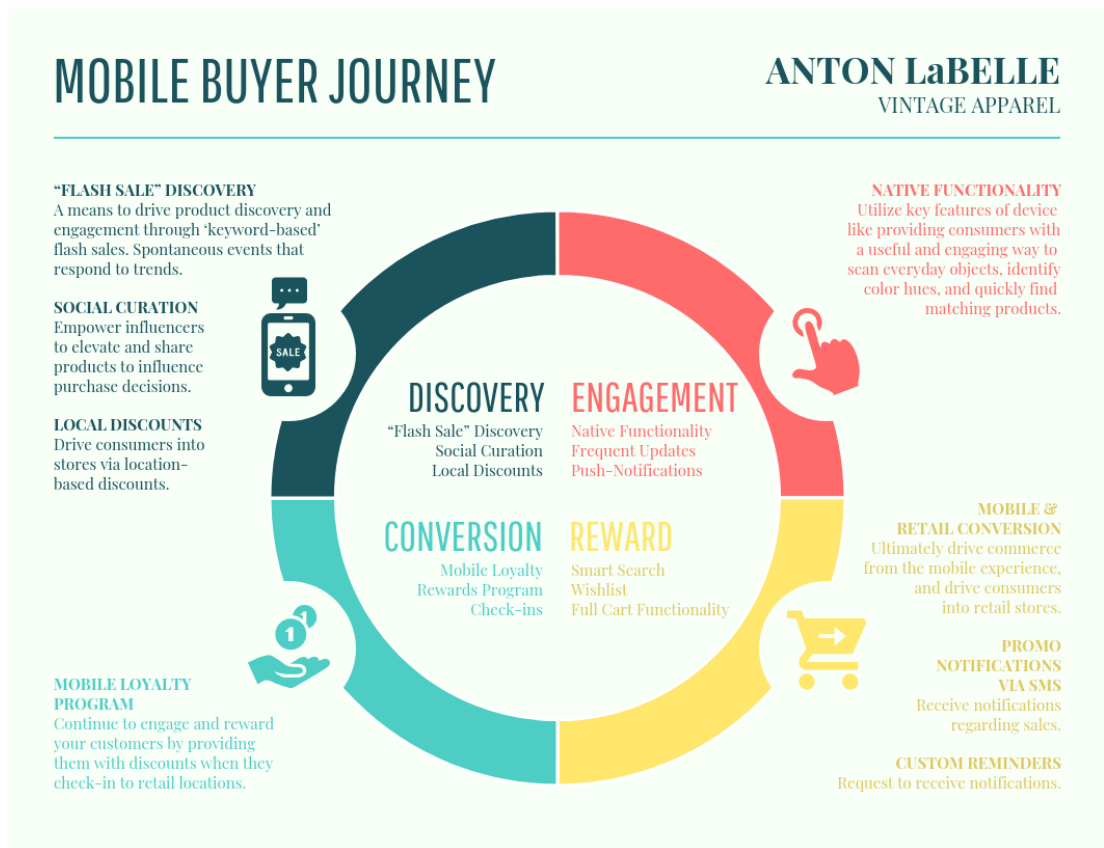 MOBILE BUYER JOURNEY
ANTON LaBELLE
VINTAGE APPAREL
“FLASH SALE” DISCOVERY
A means to drive product discovery and
engagement through ‘keyword-based’
flash sales. Spontaneous events that
respond to trends.
SOCIAL CURATION
Empower influencers
to elevate and share
products to influence
purchase decisions.
LOCAL DISCOUNTS
Drive consumers into
stores via location-
based discounts.
SALE
NATIVE FUNCTIONALITY
Utilize key features of device
like providing consumers with
a useful and engaging way to
scan everyday objects, identify
color hues, and quickly find
matching products.
DISCOVERY
“Flash Sale” Discovery
Social Curation
Local Discounts
ENGAGEMENT
Native Functionality
Frequent Updates
Push-Notifications
CONVERSION
Mobile Loyalty
Rewards Program
Check-ins
REWARD
Smart Search
Wishlist
Full Cart Functionality
1
1
MOBILE LOYALTY
PROGRAM
Continue to engage and reward
your customers by providing
them with discounts when they
check-in to retail locations.
MOBILE &
RETAIL CONVERSION
Ultimately drive commerce
from the mobile experience,
and drive consumers
into retail stores.
PROMO
NOTIFICATIONS
VIA SMS
Receive notifications
regarding sales.
CUSTOM REMINDERS
Request to receive notifications.